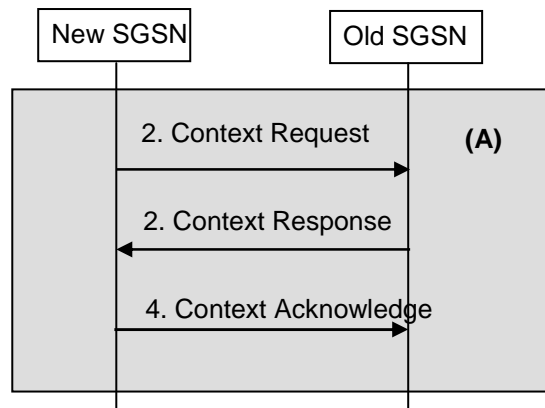 New SGSN
Old SGSN
2. Context Request
(A)
2. Context Response
4. Context Acknowledge